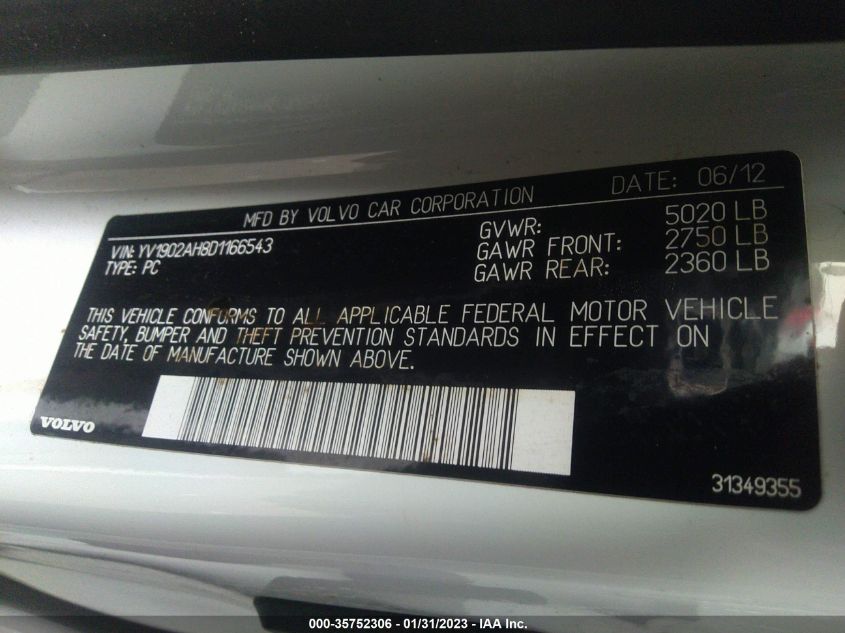 MFD BY VOLVO CAR CORPORATION DATE: 06/12
VIN: YV1902AH8D1166543
TYPE: PC
GVWR: 5020 LB
GAWR FRONT: 2750 LB
GAWR REAR: 2360 LB
THIS VEHICLE CONFORMS TO ALL APPLICABLE FEDERAL MOTOR VEHICLE
SAFETY, BUMPER AND THEFT PREVENTION STANDARDS IN EFFECT ON
THE DATE OF MANUFACTURE SHOWN ABOVE.
VOLVO
31349355
000-35752306 - 01/31/2023 - IAA Inc.